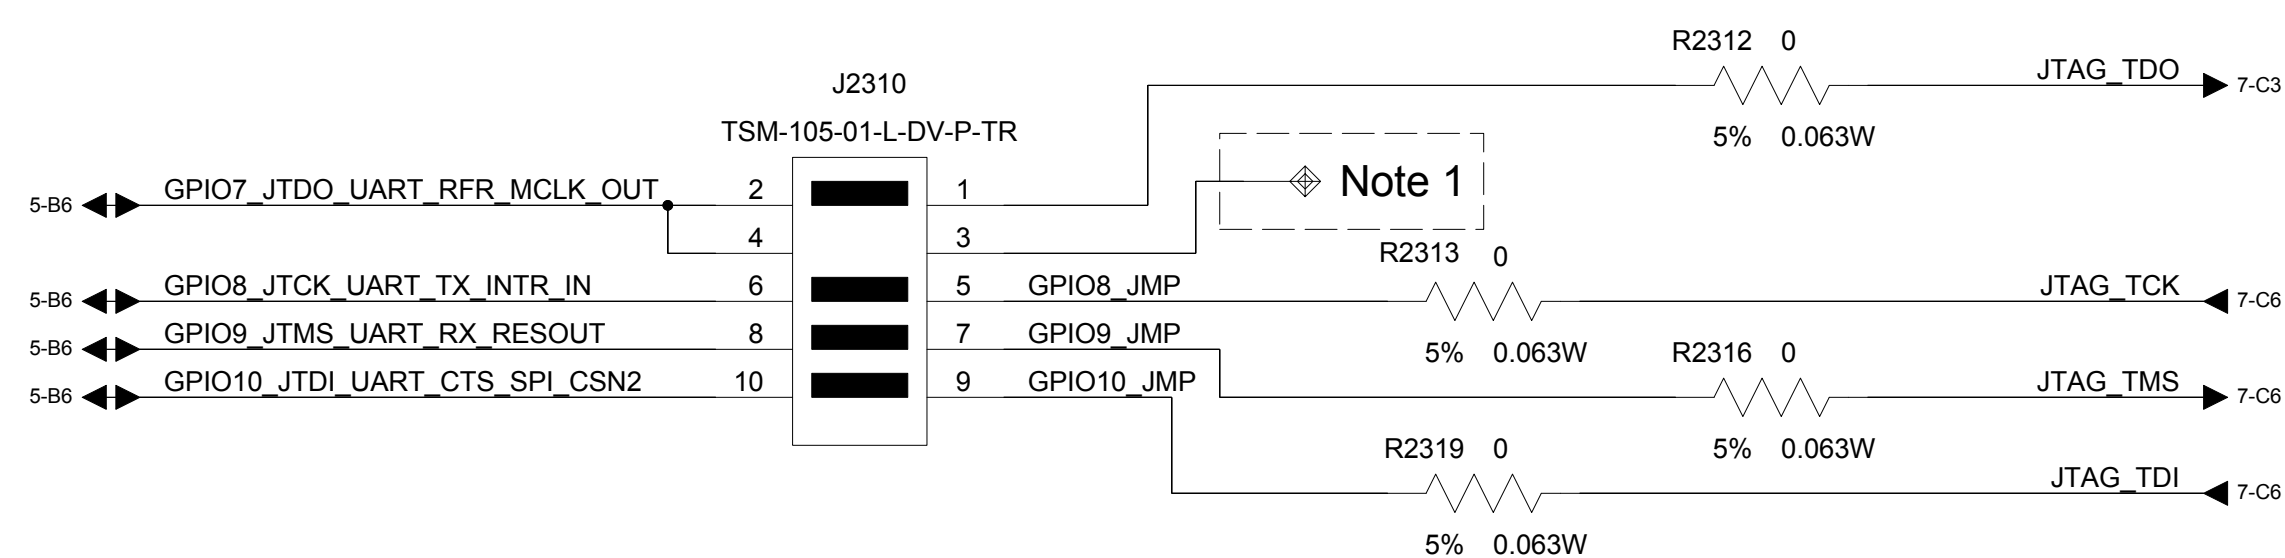 R2312 0
JTAG_TDO
7-C3
5% 0.063W
J2310
TSM-105-01-L-DV-P-TR
Note 1
5-B6
GPIO7_JTDO_UART_RFR_MCLK_OUT
2
1
4
3
R2313 0
5-B6
GPIO8_JTCK_UART_TX_INTR_IN
6
5
GPIO8_JMP
JTAG_TCK
7-C6
5% 0.063W
5-B6
GPIO9_JTMS_UART_RX_RESOUT
8
7
GPIO9_JMP
R2316 0
JTAG_TMS
7-C6
5% 0.063W
5-B6
GPIO10_JTDI_UART_CTS_SPI_CSN2
10
9
GPIO10_JMP
R2319 0
JTAG_TDI
7-C6
5% 0.063W